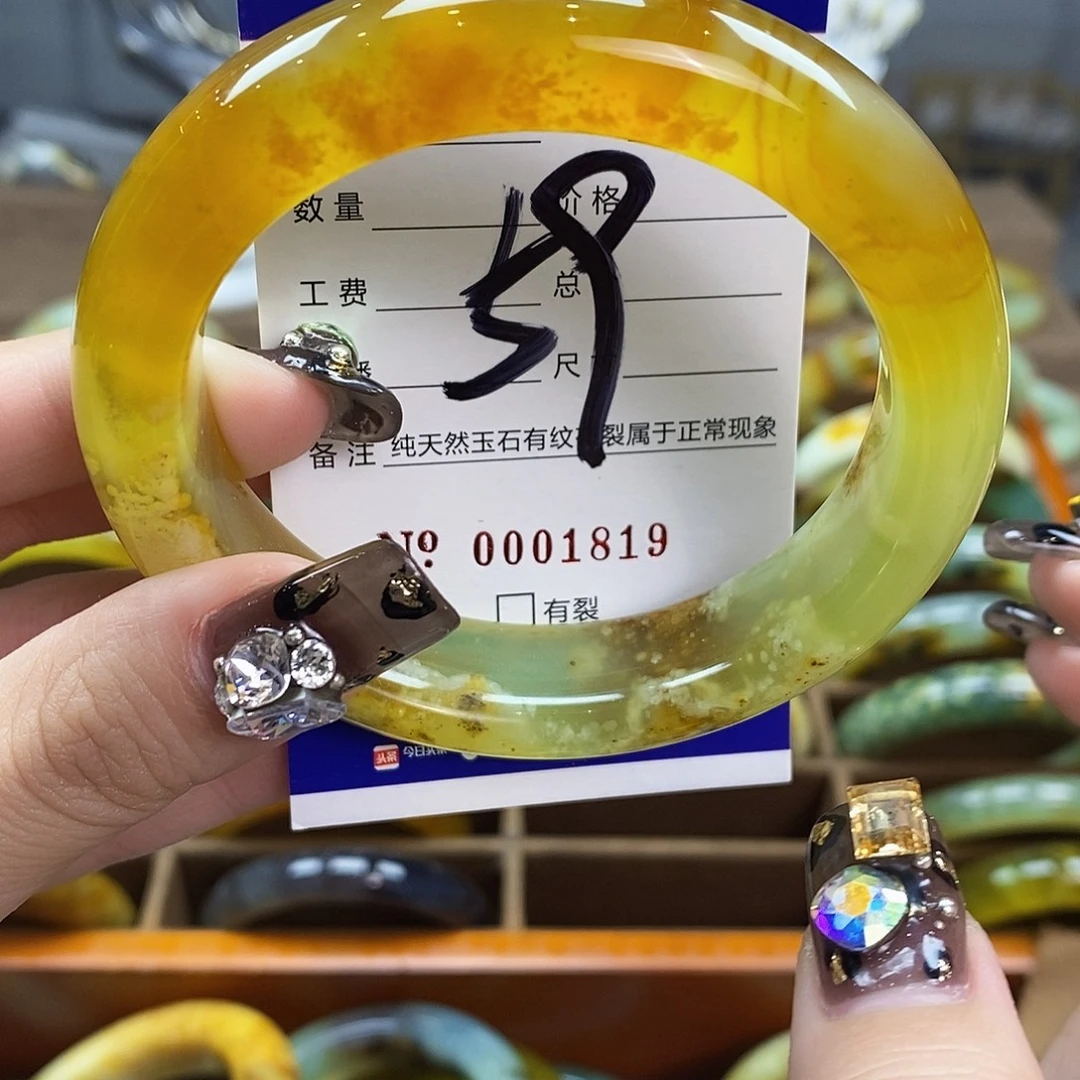 数量 价格
工费 总
尺
59
备注 纯天然玉石有纹 裂属于正常现象
№ 0001819
□有裂